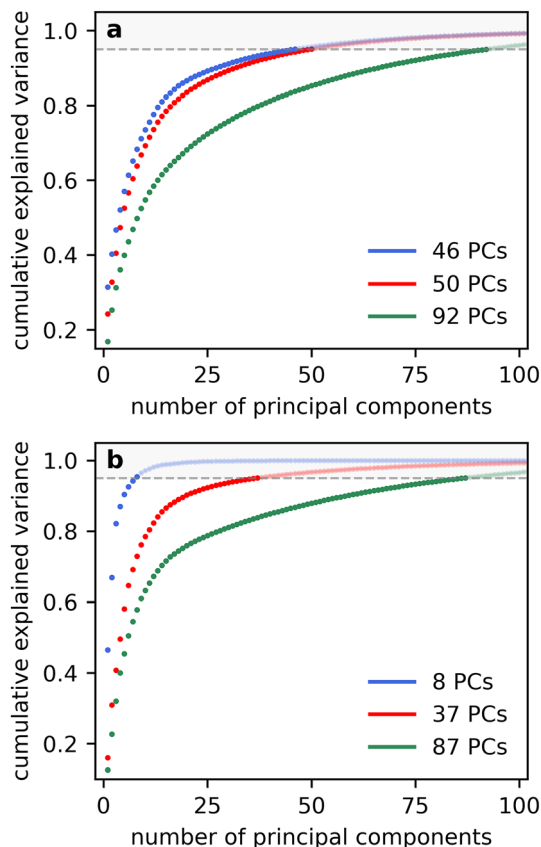 a
cumulative explained variance
1.0
0.8
0.6
0.4
0.2
46 PCs
50 PCs
92 PCs
0 25 50 75 100
number of principal components
b
cumulative explained variance
1.0
0.8
0.6
0.4
0.2
8 PCs
37 PCs
87 PCs
0 25 50 75 100
number of principal components